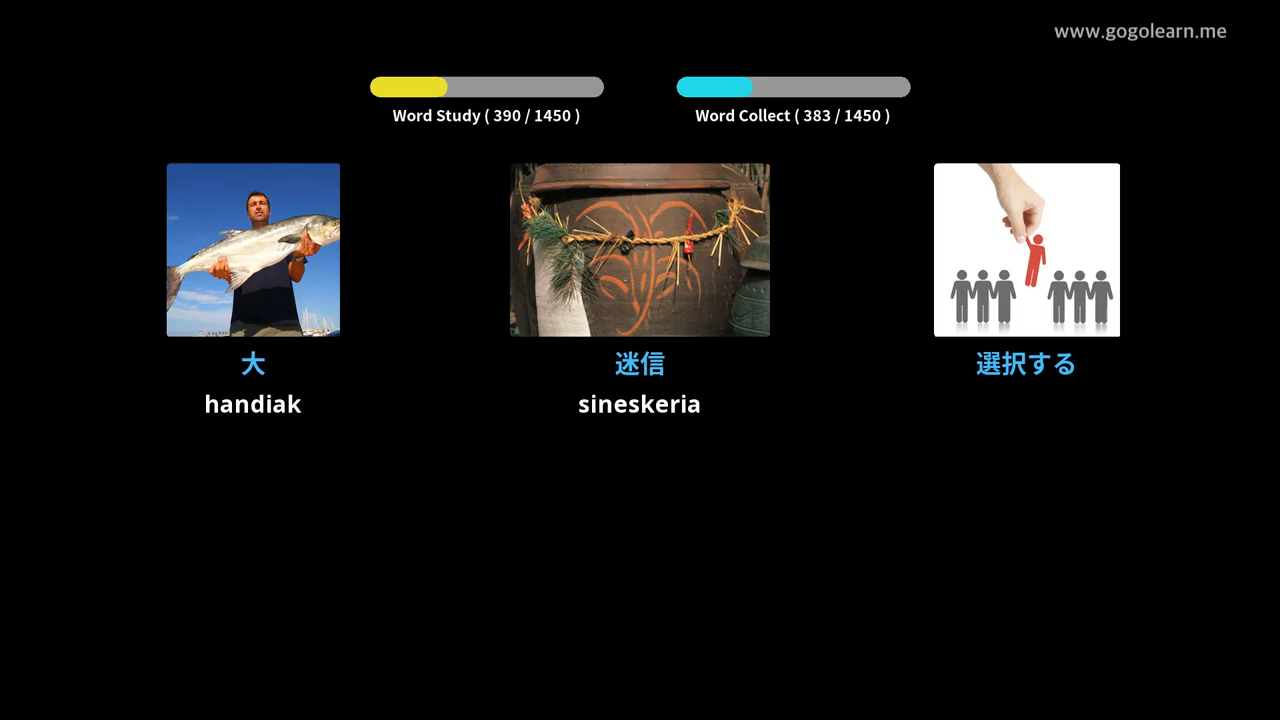 www.gogolearn.me
Word Study ( 390 / 1450 )
Word Collect ( 383 / 1450 )
大
handiak
迷信
sineskeria
選択する